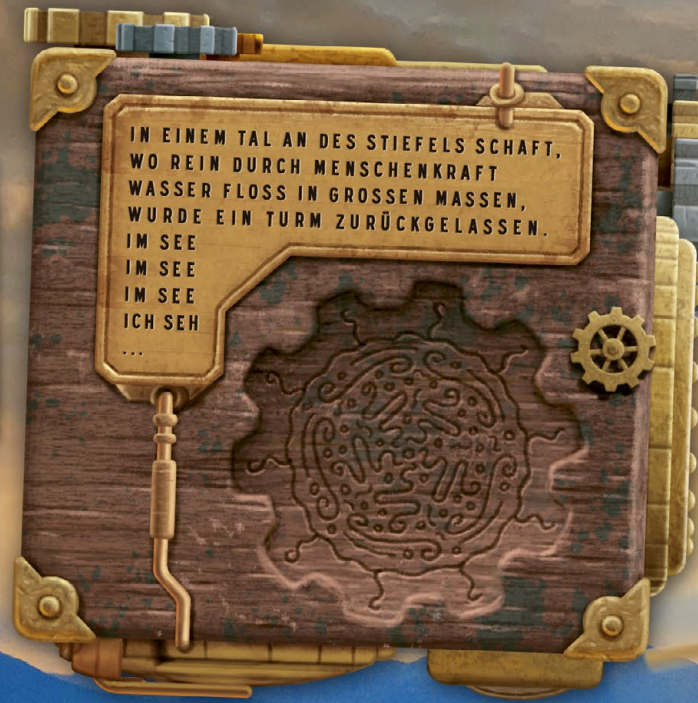 IN EINEM TAL AN DES STIEFELS SCHAFT,
WO REIN DURCH MENSCHENKRAFT
WASSER FLOSS IN GROSSEN MASSEN,
WURDE EIN TURM ZURÜCKGELASSEN.
IM SEE
IM SEE
IM SEE
ICH SEH
...